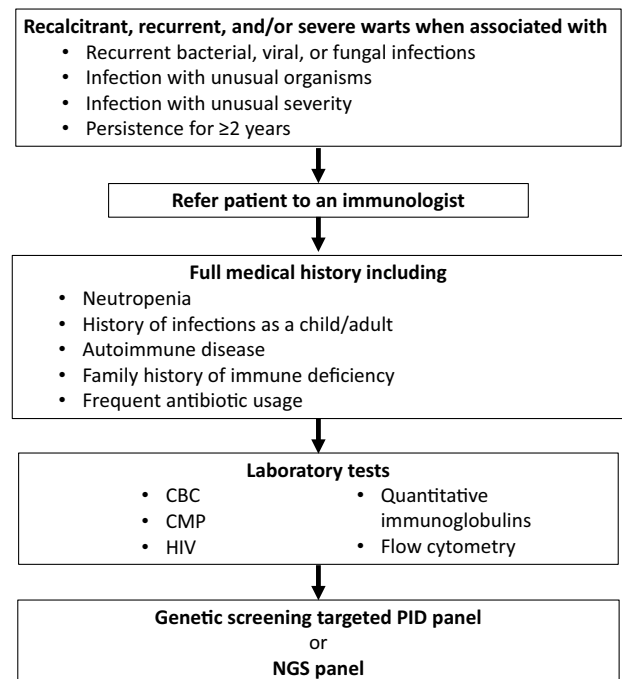 Recalcitrant, recurrent, and/or severe warts when associated with
• Recurrent bacterial, viral, or fungal infections
• Infection with unusual organisms
• Infection with unusual severity
• Persistence for ≥2 years
Refer patient to an immunologist
Full medical history including
• Neutropenia
• History of infections as a child/adult
• Autoimmune disease
• Family history of immune deficiency
• Frequent antibiotic usage
Laboratory tests
• CBC
• CMP
• HIV
• Quantitative
immunoglobulins
• Flow cytometry
Genetic screening targeted PID panel
or
NGS panel